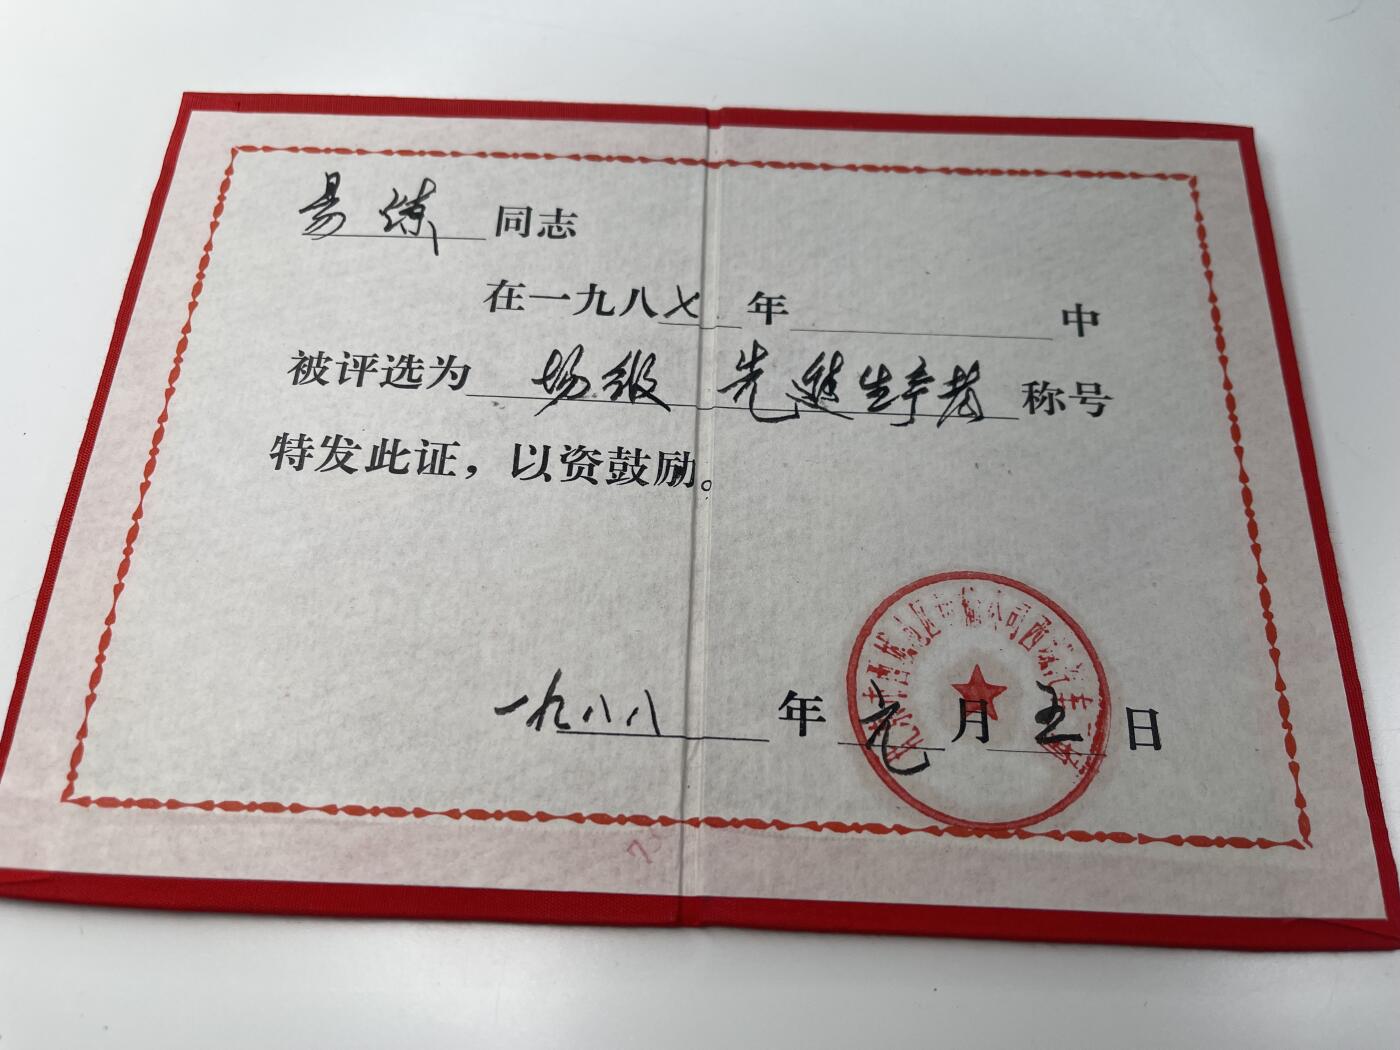 易炼 同志
在一九八七年 中
被评选为 场级 先进生产者 称号
特发此证，以资鼓励。
一九八八 年 元 月 五 日